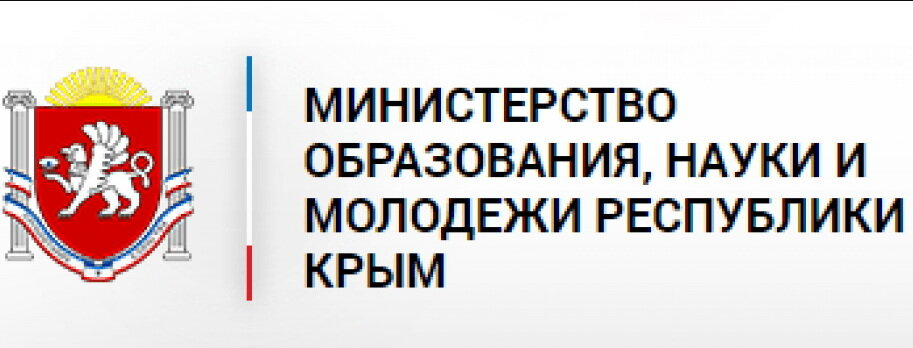 МИНИСТЕРСТВО
ОБРАЗОВАНИЯ, НАУКИ И
МОЛОДЕЖИ РЕСПУБЛИКИ
КРЫМ